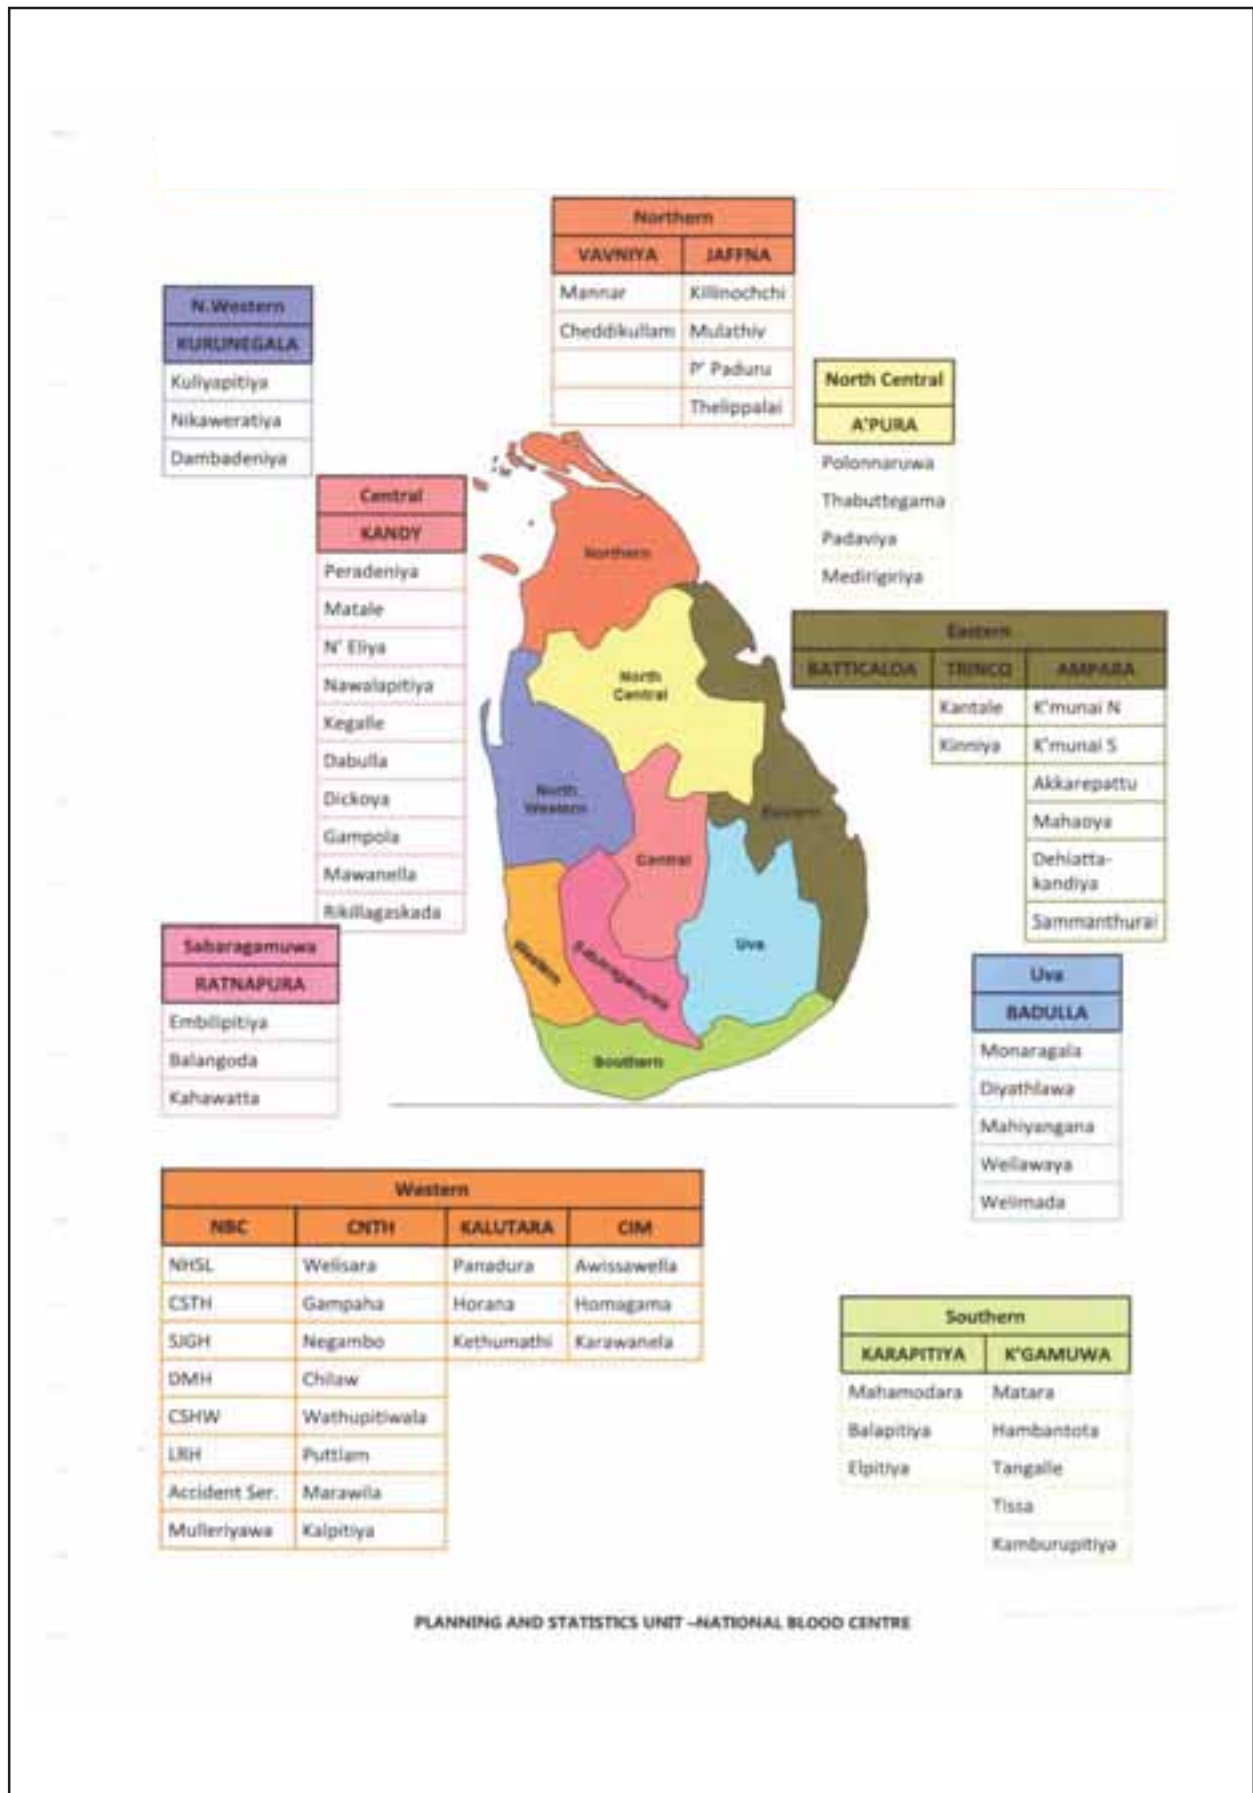 Northern
VAVNIYA JAFFNA
Mannar Killinochchi
Cheddikullam Mulathiv
P' Paduru
Thelippalai
N.Western
KURUNEGALA
Kuliyapitiya
Nikaweratiya
Dambadeniya
North Central
A'PURA
Polonnaruwa
Thabuttegama
Padaviya
Medirigiriya
Central
KANDY
Peradeniya
Matale
N' Eliya
Nawalapitiya
Kegalle
Dabulla
Dickoya
Gampola
Mawanella
Rikillagaskada
Northern
North
Central
North
Western
Central
Eastern
Uva
Western
Sabaragamuwa
Southern
Eastern
BATTICALOA TRINCO AMPARA
Kantale K'munai N
Kinniya K'munai S
Akkarepattu
Mahaoya
Dehiatta-
kandiya
Sammanthurai
Sabaragamuwa
RATNAPURA
Embilipitiya
Balangoda
Kahawatta
Uva
BADULLA
Monaragala
Diyathlawa
Mahiyangana
Wellawaya
Welimada
Western
NBC CNTH KALUTARA CIM
NHSL Welisara Panadura Awissawella
CSTH Gampaha Horana Homagama
SJGH Negambo Kethumathi Karawanela
DMH Chilaw
CSHW Wathupitiwala
LRH Puttlam
Accident Ser. Marawila
Mulleriyawa Kalpitiya
Southern
KARAPITIYA K'GAMUWA
Mahamodara Matara
Balapitiya Hambantota
Elpitiya Tangalle
Tissa
Kamburupitiya
PLANNING AND STATISTICS UNIT –NATIONAL BLOOD CENTRE